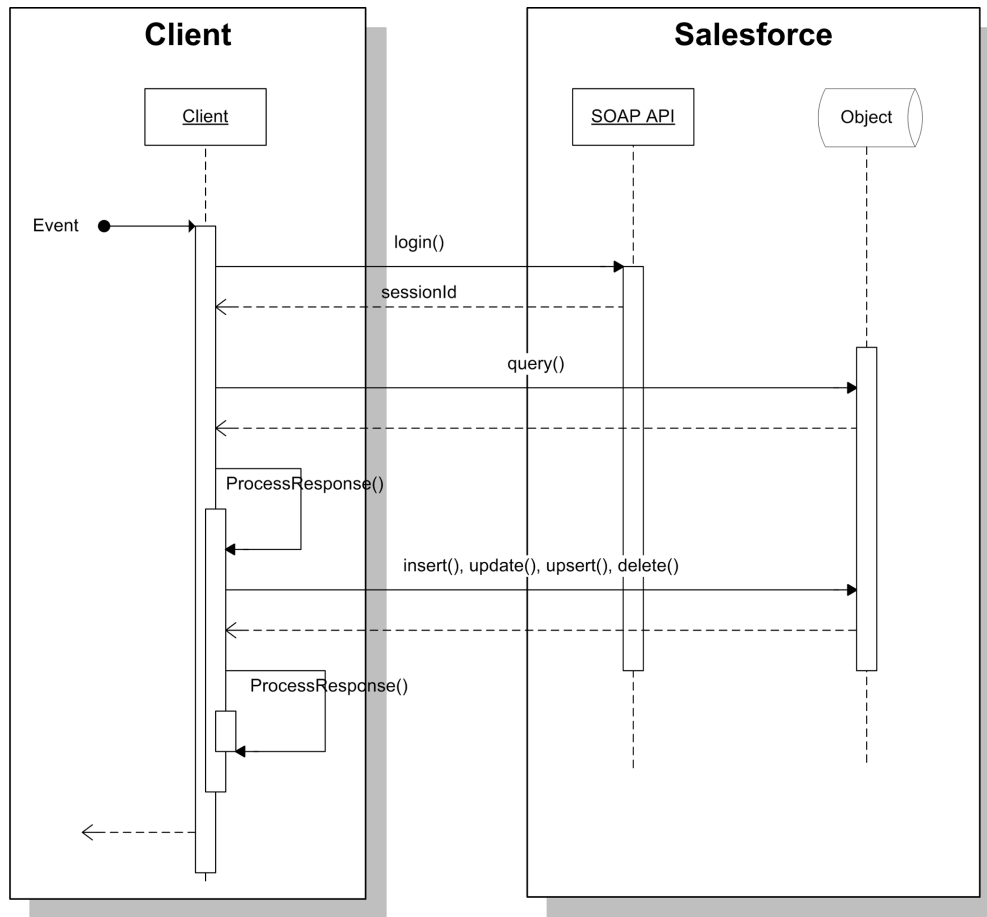 Client
Salesforce
Client
SOAP API
Object
Event
login()
sessionId
query()
ProcessResponse()
insert(), update(), upsert(), delete()
ProcessResponse()